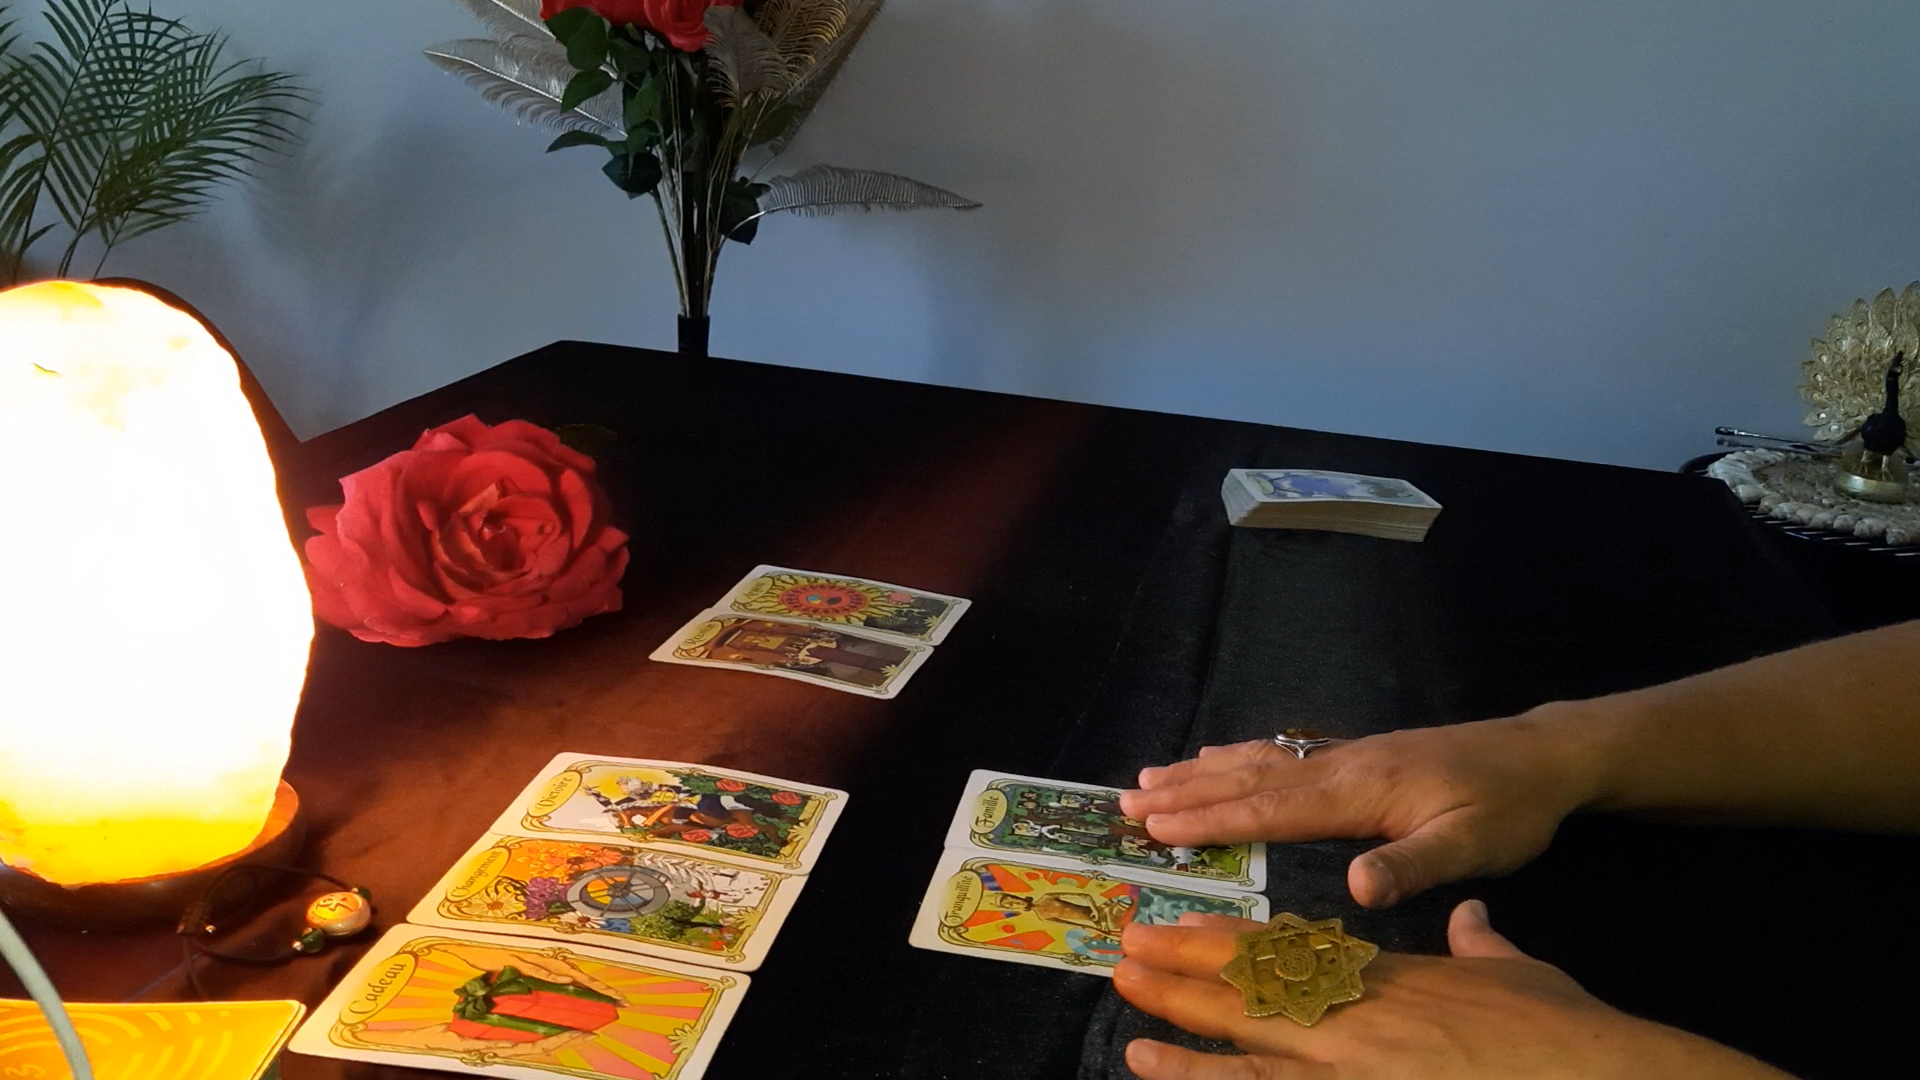 Victoire
Changement
Cadeau
Famille
Tranquillité